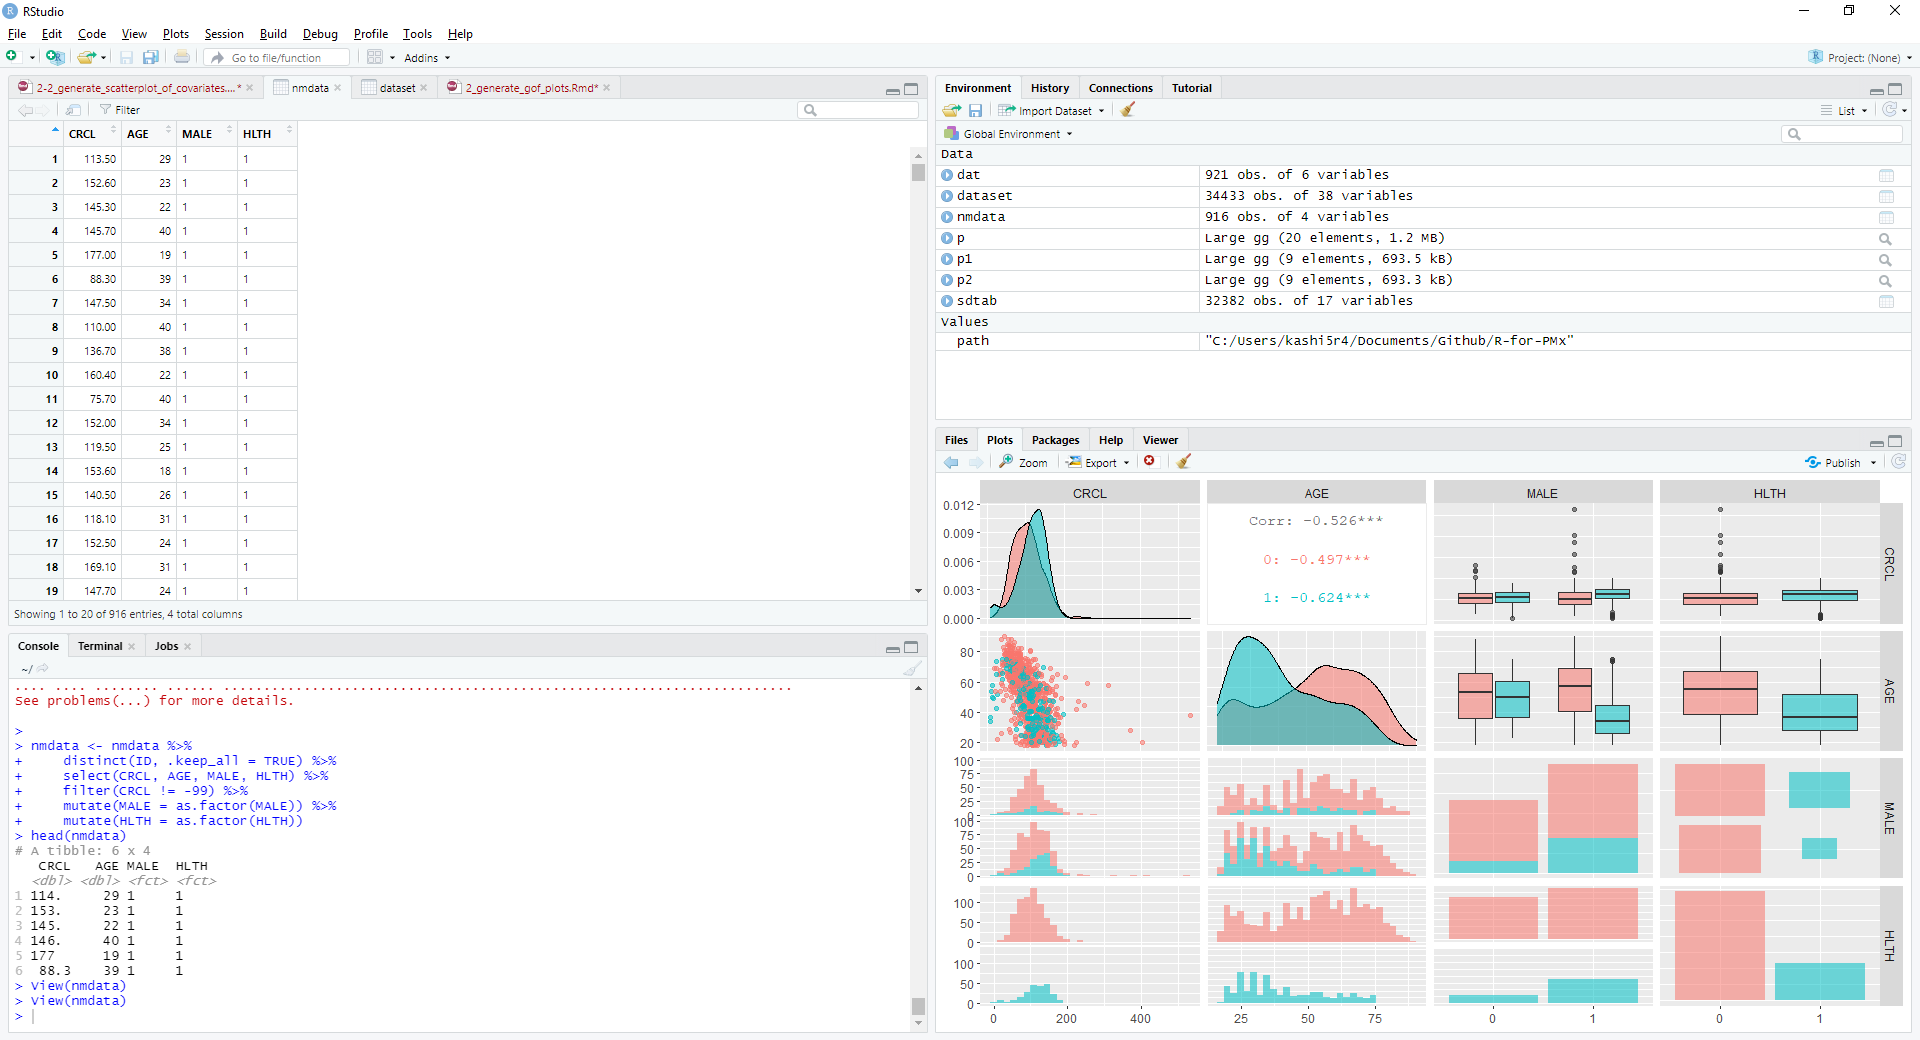 RStudio
File Edit Code View Plots Session Build Debug Profile Tools Help
Go to file/function Addins Project: (None)
2-2_generate_scatterplot_of_covariates....* nmdata dataset 2_generate_gof_plots.Rmd*
Filter
CRCL AGE MALE HLTH
1 113.50 29 1 1
2 152.60 23 1 1
3 145.30 22 1 1
4 145.70 40 1 1
5 177.00 19 1 1
6 88.30 39 1 1
7 147.50 34 1 1
8 110.00 40 1 1
9 136.70 38 1 1
10 160.40 22 1 1
11 75.70 40 1 1
12 152.00 34 1 1
13 119.50 25 1 1
14 153.60 18 1 1
15 140.50 26 1 1
16 118.10 31 1 1
17 152.50 24 1 1
18 169.10 31 1 1
19 147.70 24 1 1
Showing 1 to 20 of 916 entries, 4 total columns
Console Terminal Jobs
~/
See problems(...) for more details.
>
> nmdata <- nmdata %>%
+ distinct(ID, .keep_all = TRUE) %>%
+ select(CRCL, AGE, MALE, HLTH) %>%
+ filter(CRCL != -99) %>%
+ mutate(MALE = as.factor(MALE)) %>%
+ mutate(HLTH = as.factor(HLTH))
> head(nmdata)
# A tibble: 6 x 4
CRCL AGE MALE HLTH
<dbl> <dbl> <fct> <fct>
1 114. 29 1 1
2 153. 23 1 1
3 145. 22 1 1
4 146. 40 1 1
5 177 19 1 1
6 88.3 39 1 1
> View(nmdata)
> View(nmdata)
>
Environment History Connections Tutorial
Import Dataset List
Global Environment
Data
dat 921 obs. of 6 variables
dataset 34433 obs. of 38 variables
nmdata 916 obs. of 4 variables
p Large gg (20 elements, 1.2 MB)
p1 Large gg (9 elements, 693.5 kB)
p2 Large gg (9 elements, 693.3 kB)
sdtab 32382 obs. of 17 variables
Values
path "C:/Users/kashi5r4/Documents/Github/R-for-PMx"
Files Plots Packages Help Viewer
Zoom Export Publish
CRCL AGE MALE HLTH
0.012
0.009
0.006
0.003
0.000
Corr: -0.526***
0: -0.497***
1: -0.624***
CRCL
80
60
40
20
AGE
100
75
50
25
0
100
75
50
25
0
MALE
100
50
0
100
50
0
HLTH
0 200 400 25 50 75 0 1 0 1